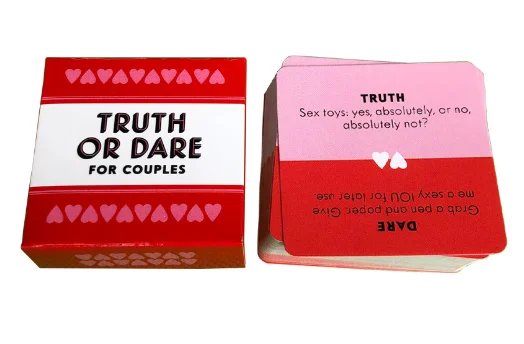 TRUTH
OR DARE
FOR COUPLES
TRUTH
Sex toys: yes, absolutely, or no,
absolutely not?
DARE
Grab a pen and paper. Give
me a sexy IOU for later use.